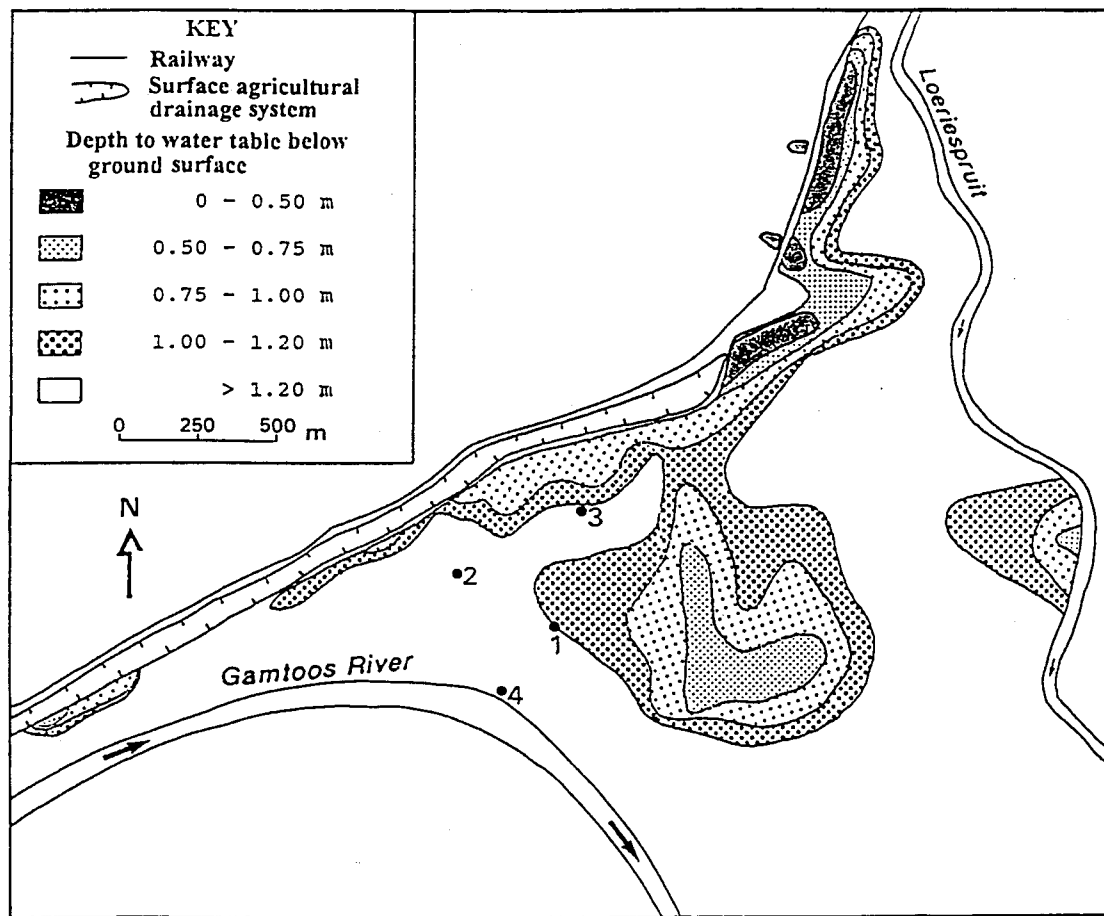 KEY
Railway
Surface agricultural
drainage system
Depth to water table below
ground surface
0 - 0.50 m
0.50 - 0.75 m
0.75 - 1.00 m
1.00 - 1.20 m
> 1.20 m
0 250 500 m
N
Loeriespruit
3
2
1
Gamtoos River
4